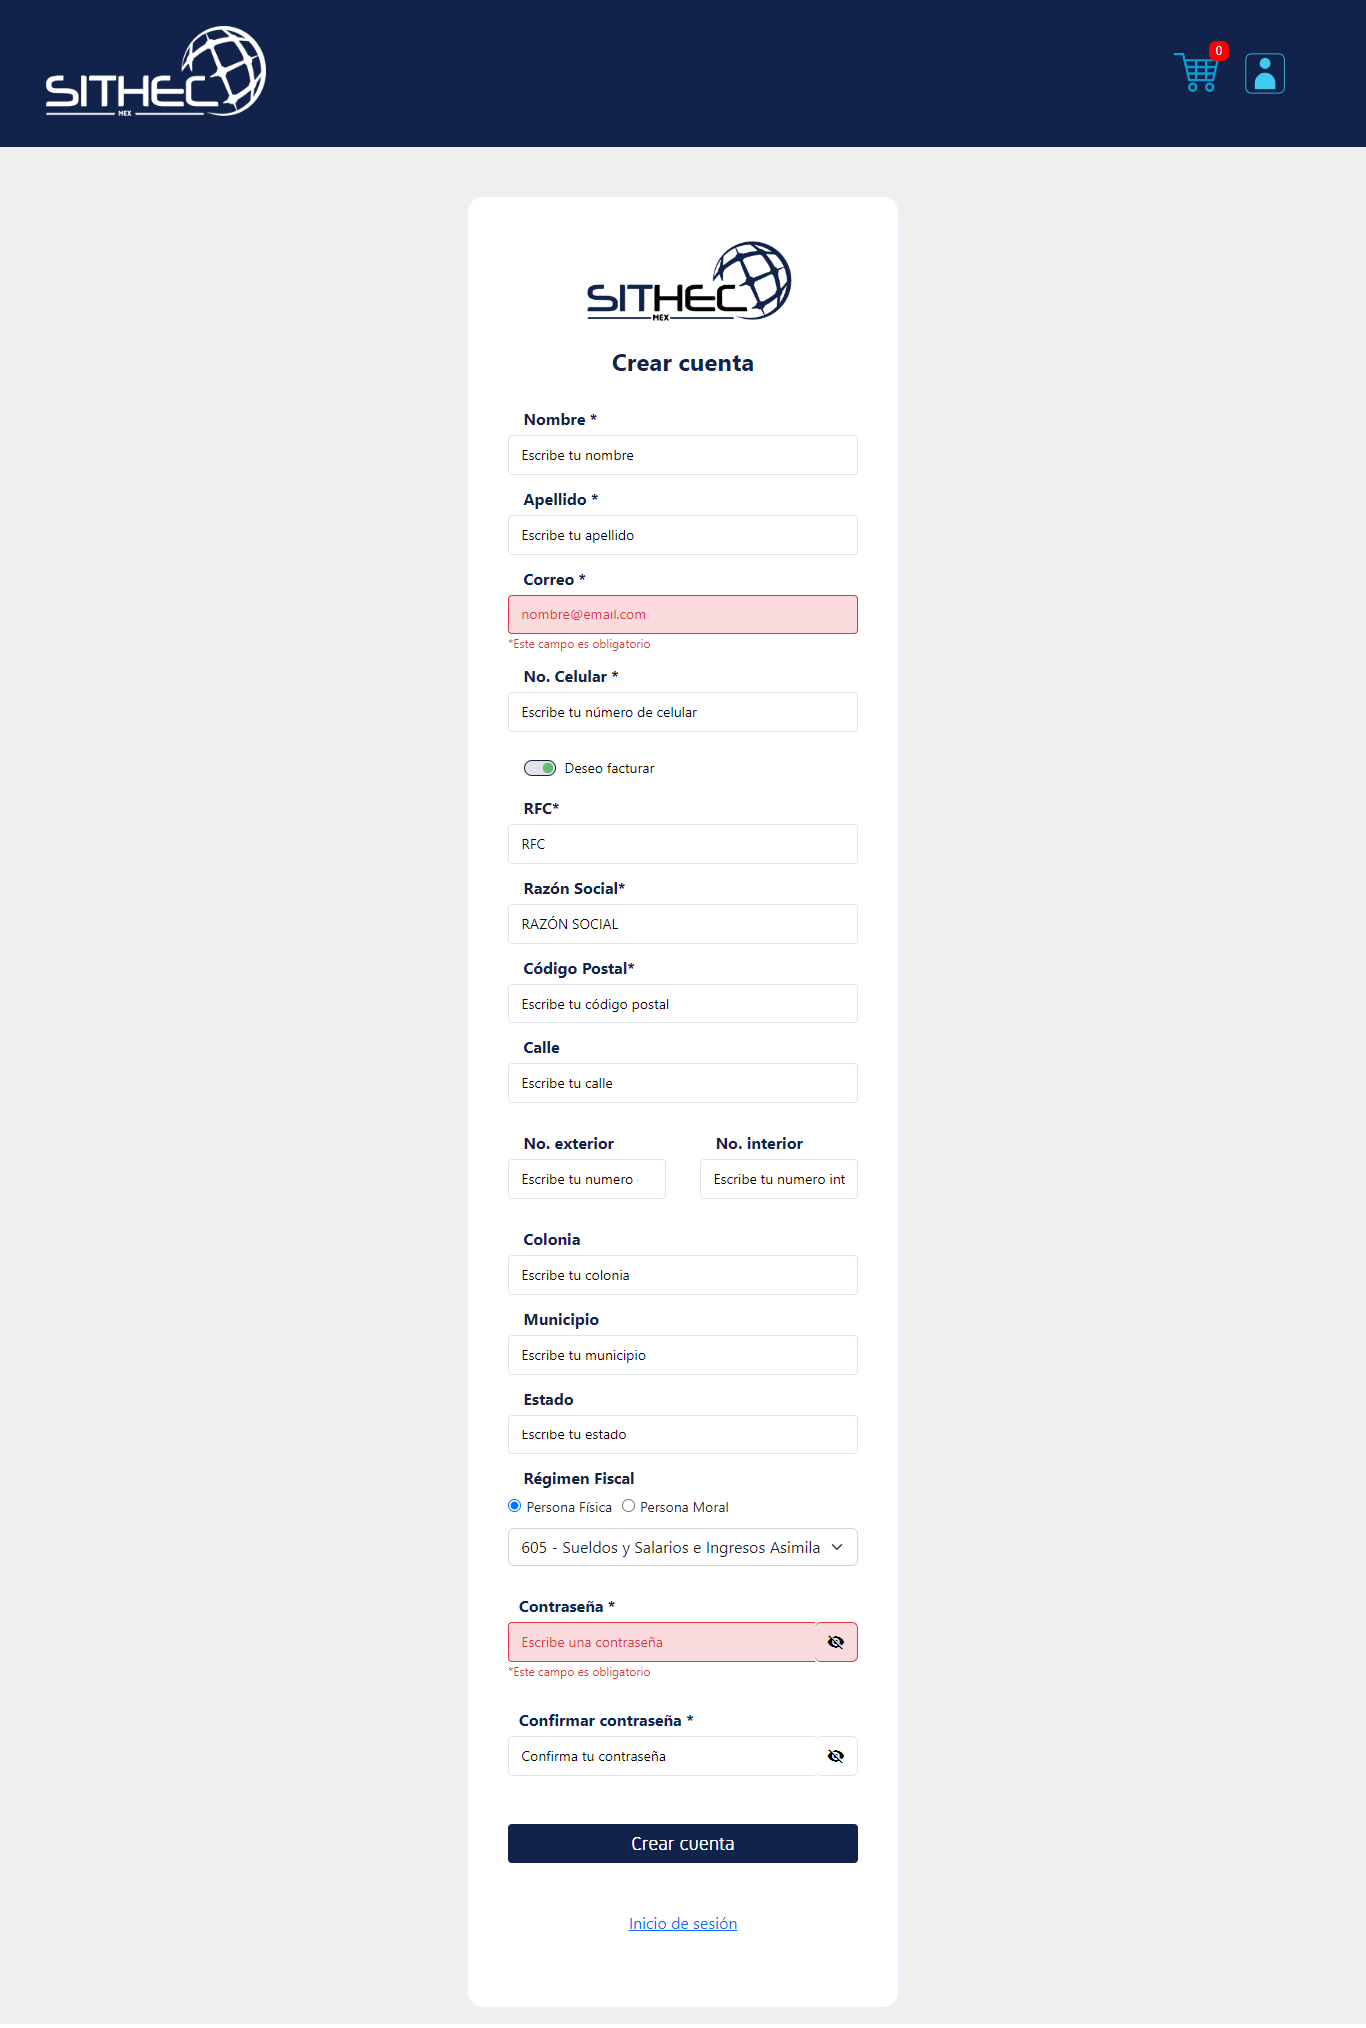 SITHEC
MEX
0
SITHEC
MEX
Crear cuenta
Nombre *
Escribe tu nombre
Apellido *
Escribe tu apellido
Correo *
nombre@email.com
*Este campo es obligatorio
No. Celular *
Escribe tu número de celular
Deseo facturar
RFC*
RFC
Razón Social*
RAZÓN SOCIAL
Código Postal*
Escribe tu código postal
Calle
Escribe tu calle
No. exterior No. interior
Escribe tu numero Escribe tu numero int
Colonia
Escribe tu colonia
Municipio
Escribe tu municipio
Estado
Escribe tu estado
Régimen Fiscal
Persona Física Persona Moral
605 - Sueldos y Salarios e Ingresos Asimila
Contraseña *
Escribe una contraseña
*Este campo es obligatorio
Confirmar contraseña *
Confirma tu contraseña
Crear cuenta
Inicio de sesión